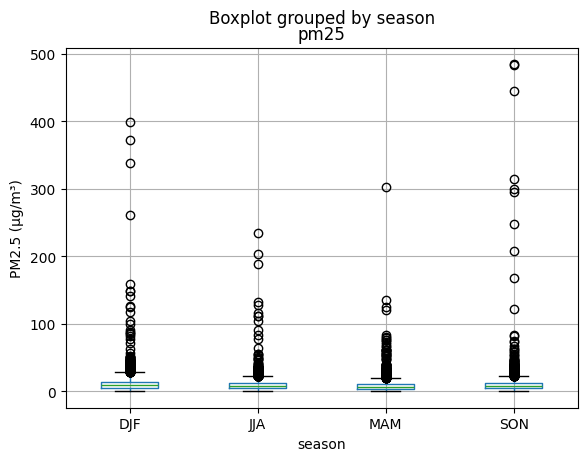 Boxplot grouped by season
pm25
500
400
300
200
100
0
PM2.5 (µg/m³)
DJF JJA MAM SON
season